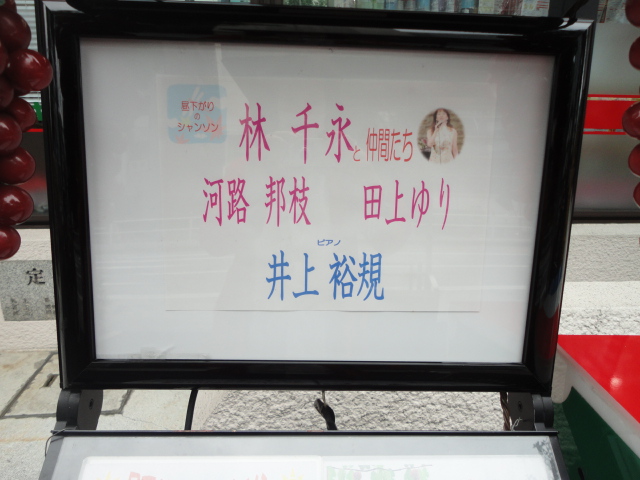 昼下がり
の
シャンソン
林 千永と 仲間たち
河路 邦枝 田上ゆり
ピアノ
井上 裕規
定